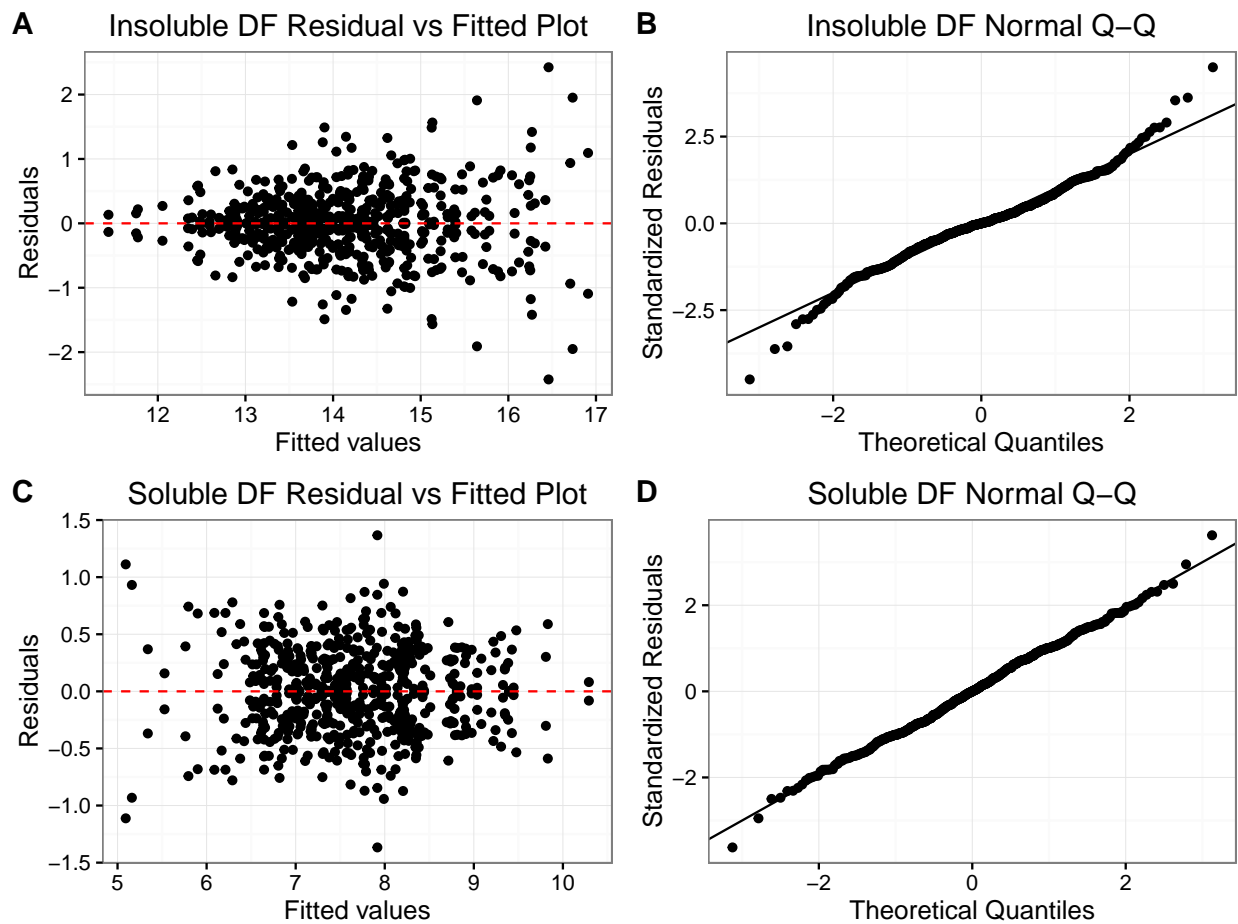 A Insoluble DF Residual vs Fitted Plot
Residuals
2
1
0
−1
−2
12 13 14 15 16 17
Fitted values
B Insoluble DF Normal Q−Q
Standardized Residuals
2.5
0.0
−2.5
−2 0 2
Theoretical Quantiles
C Soluble DF Residual vs Fitted Plot
Residuals
1.5
1.0
0.5
0.0
−0.5
−1.0
−1.5
5 6 7 8 9 10
Fitted values
D Soluble DF Normal Q−Q
Standardized Residuals
2
0
−2
−2 0 2
Theoretical Quantiles